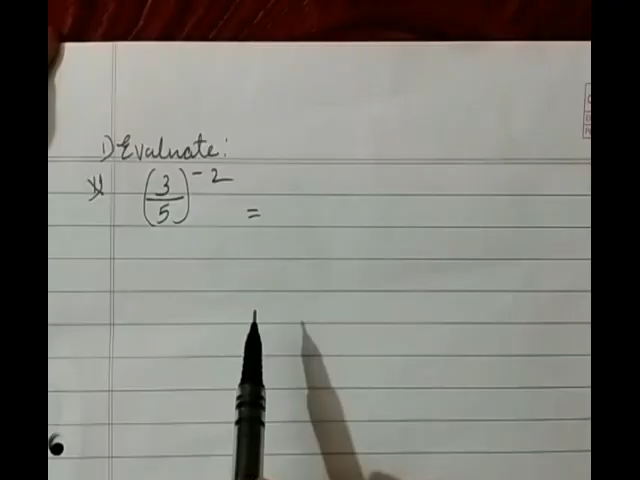 1) Evaluate:
(3/5)^-2 =